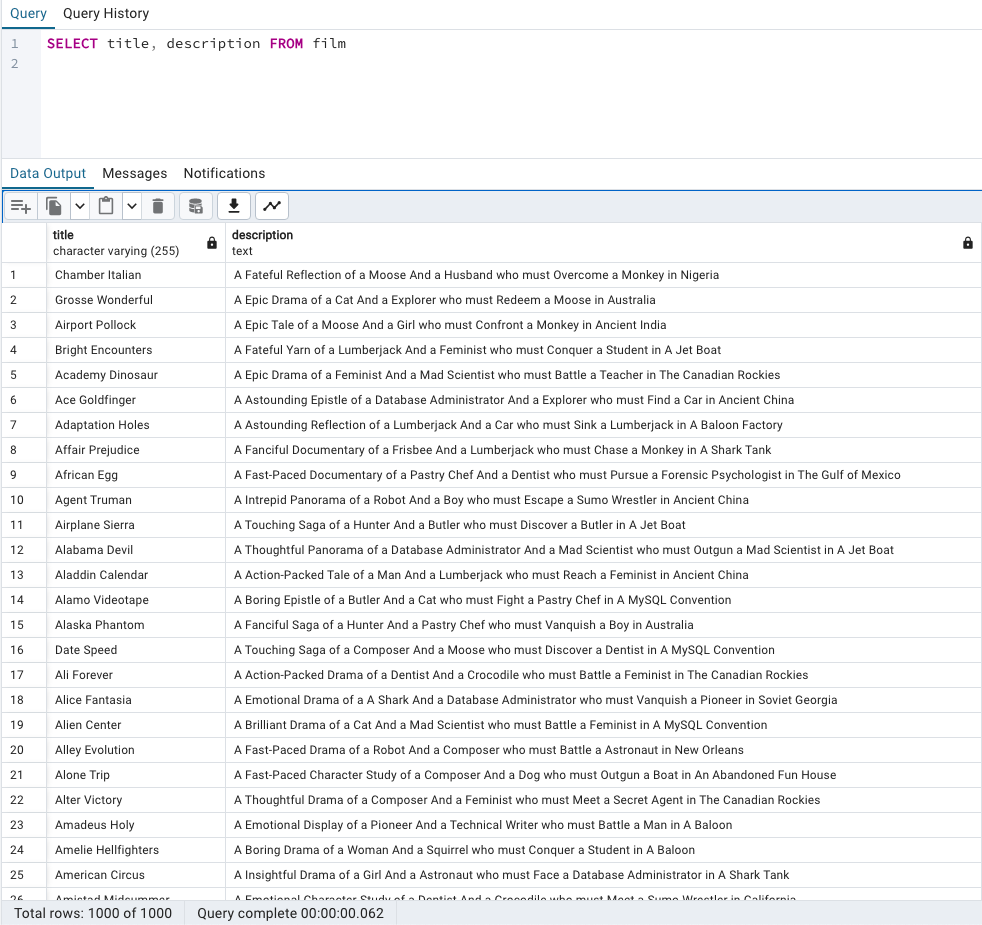 Query Query History
1 SELECT title, description FROM film
2
Data Output Messages Notifications
title description
character varying (255) text
1 Chamber Italian A Fateful Reflection of a Moose And a Husband who must Overcome a Monkey in Nigeria
2 Grosse Wonderful A Epic Drama of a Cat And a Explorer who must Redeem a Moose in Australia
3 Airport Pollock A Epic Tale of a Moose And a Girl who must Confront a Monkey in Ancient India
4 Bright Encounters A Fateful Yarn of a Lumberjack And a Feminist who must Conquer a Student in A Jet Boat
5 Academy Dinosaur A Epic Drama of a Feminist And a Mad Scientist who must Battle a Teacher in The Canadian Rockies
6 Ace Goldfinger A Astounding Epistle of a Database Administrator And a Explorer who must Find a Car in Ancient China
7 Adaptation Holes A Astounding Reflection of a Lumberjack And a Car who must Sink a Lumberjack in A Baloon Factory
8 Affair Prejudice A Fanciful Documentary of a Frisbee And a Lumberjack who must Chase a Monkey in A Shark Tank
9 African Egg A Fast-Paced Documentary of a Pastry Chef And a Dentist who must Pursue a Forensic Psychologist in The Gulf of Mexico
10 Agent Truman A Intrepid Panorama of a Robot And a Boy who must Escape a Sumo Wrestler in Ancient China
11 Airplane Sierra A Touching Saga of a Hunter And a Butler who must Discover a Butler in A Jet Boat
12 Alabama Devil A Thoughtful Panorama of a Database Administrator And a Mad Scientist who must Outgun a Mad Scientist in A Jet Boat
13 Aladdin Calendar A Action-Packed Tale of a Man And a Lumberjack who must Reach a Feminist in Ancient China
14 Alamo Videotape A Boring Epistle of a Butler And a Cat who must Fight a Pastry Chef in A MySQL Convention
15 Alaska Phantom A Fanciful Saga of a Hunter And a Pastry Chef who must Vanquish a Boy in Australia
16 Date Speed A Touching Saga of a Composer And a Moose who must Discover a Dentist in A MySQL Convention
17 Ali Forever A Action-Packed Drama of a Dentist And a Crocodile who must Battle a Feminist in The Canadian Rockies
18 Alice Fantasia A Emotional Drama of a A Shark And a Database Administrator who must Vanquish a Pioneer in Soviet Georgia
19 Alien Center A Brilliant Drama of a Cat And a Mad Scientist who must Battle a Feminist in A MySQL Convention
20 Alley Evolution A Fast-Paced Drama of a Robot And a Composer who must Battle a Astronaut in New Orleans
21 Alone Trip A Fast-Paced Character Study of a Composer And a Dog who must Outgun a Boat in An Abandoned Fun House
22 Alter Victory A Thoughtful Drama of a Composer And a Feminist who must Meet a Secret Agent in The Canadian Rockies
23 Amadeus Holy A Emotional Display of a Pioneer And a Technical Writer who must Battle a Man in A Baloon
24 Amelie Hellfighters A Boring Drama of a Woman And a Squirrel who must Conquer a Student in A Baloon
25 American Circus A Insightful Drama of a Girl And a Astronaut who must Face a Database Administrator in A Shark Tank
26 Amistad Midsummer A Emotional Character Study of a Dentist And a Crocodile who must Meet a Sumo Wrestler in California
Total rows: 1000 of 1000 Query complete 00:00:00.062